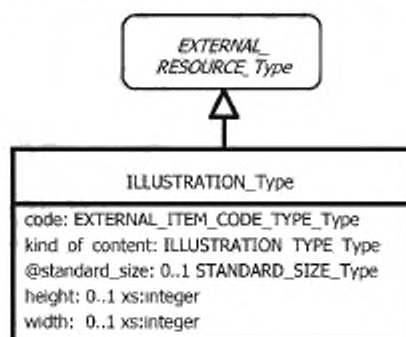 EXTERNAL_
RESOURCE_Type
ILLUSTRATION_Type
code: EXTERNAL_ITEM_CODE_TYPE_Type
kind of content: ILLUSTRATION TYPE Type
@standard_size: 0..1 STANDARD_SIZE_Type
height: 0..1 xs:integer
width: 0..1 xs:integer